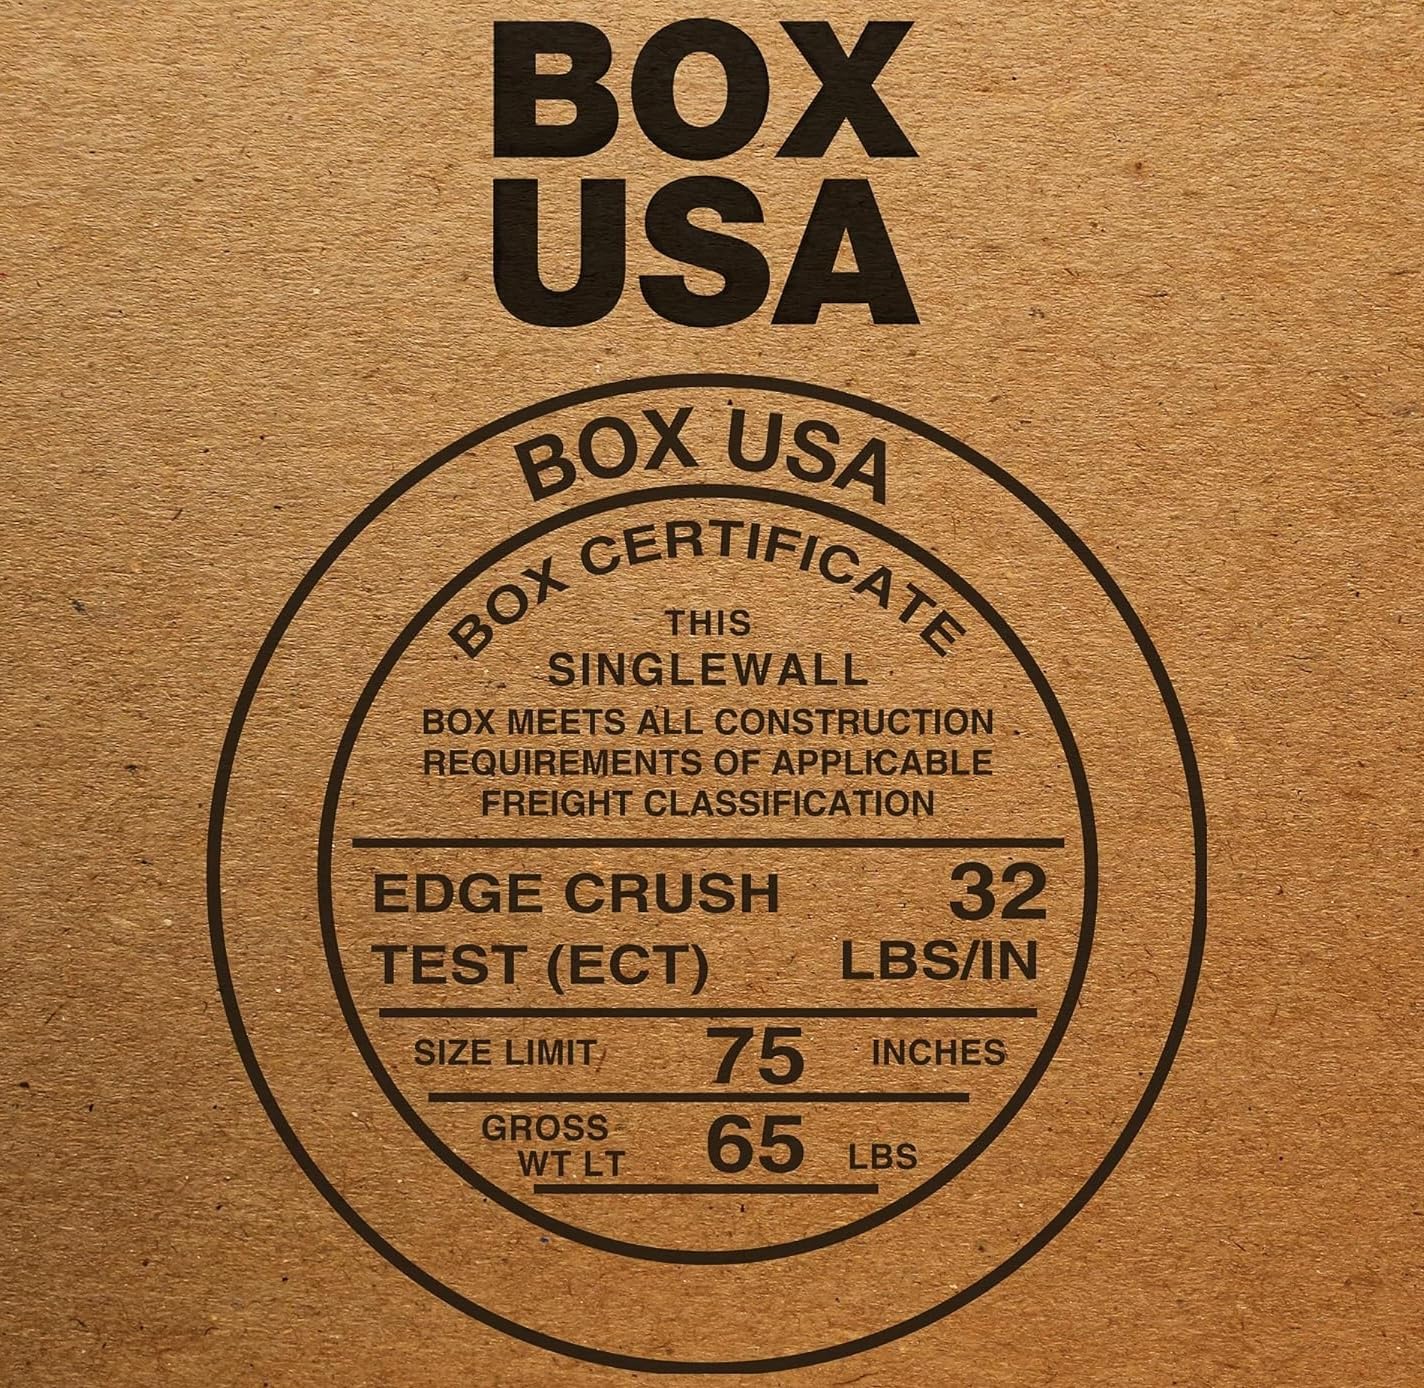 BOX
USA
BOX USA
BOX CERTIFICATE
THIS
SINGLEWALL
BOX MEETS ALL CONSTRUCTION
REQUIREMENTS OF APPLICABLE
FREIGHT CLASSIFICATION
EDGE CRUSH 32
TEST (ECT) LBS/IN
SIZE LIMIT 75 INCHES
GROSS
WT LT 65 LBS